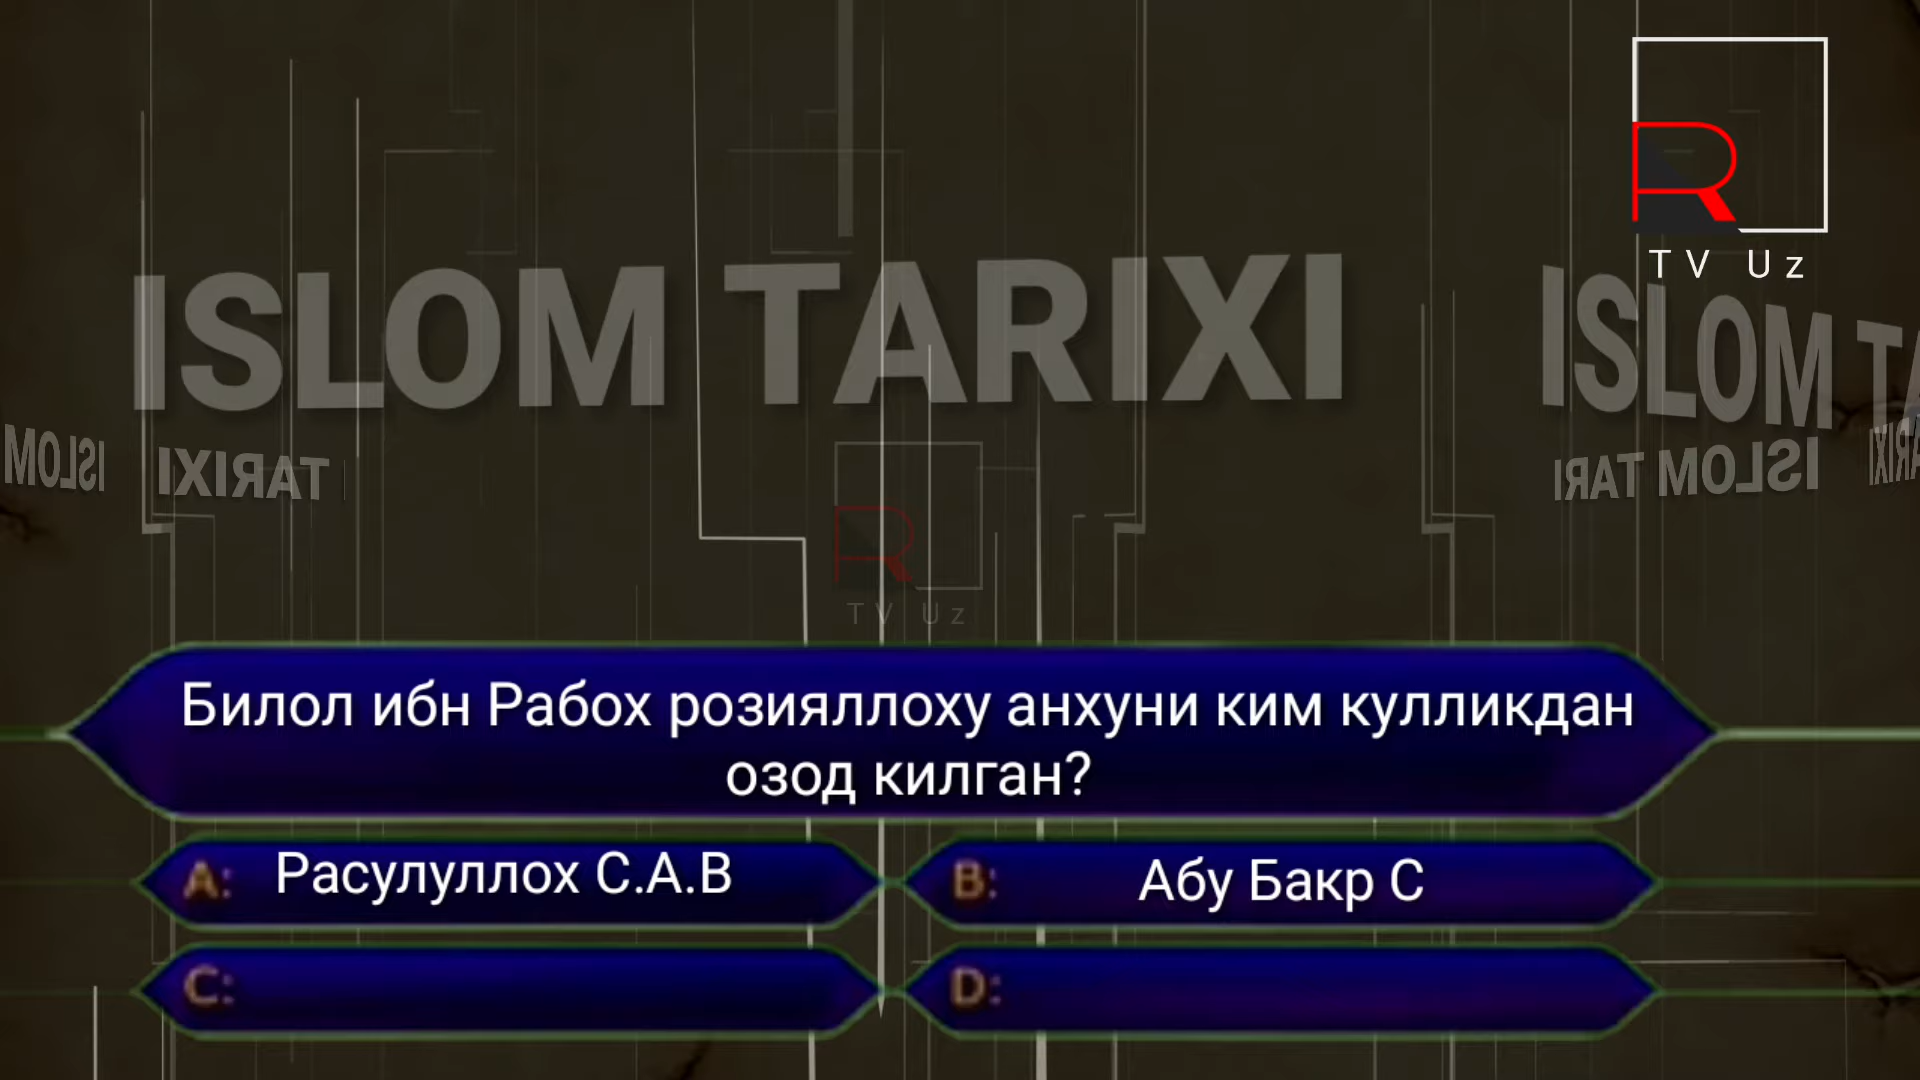 R
TV Uz
ISLOM TARIXI
ISLOM TA
ISLOM TARIXI
ISLOM TARI
TARIXI
R
TV Uz
Билол ибн Рабох розияллоху анхуни ким кулликдан
озод килган?
A: Расулуллох С.А.В
B: Абу Бакр С
C:
D: